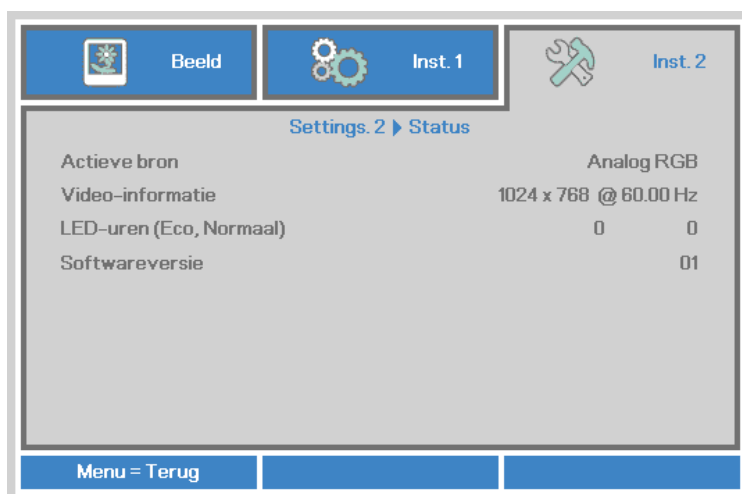 Beeld
Inst. 1
Inst. 2
Settings. 2 ▶ Status
Actieve bron Analog RGB
Video-informatie 1024 x 768 @ 60.00 Hz
LED-uren (Eco, Normaal) 0 0
Softwareversie 01
Menu = Terug